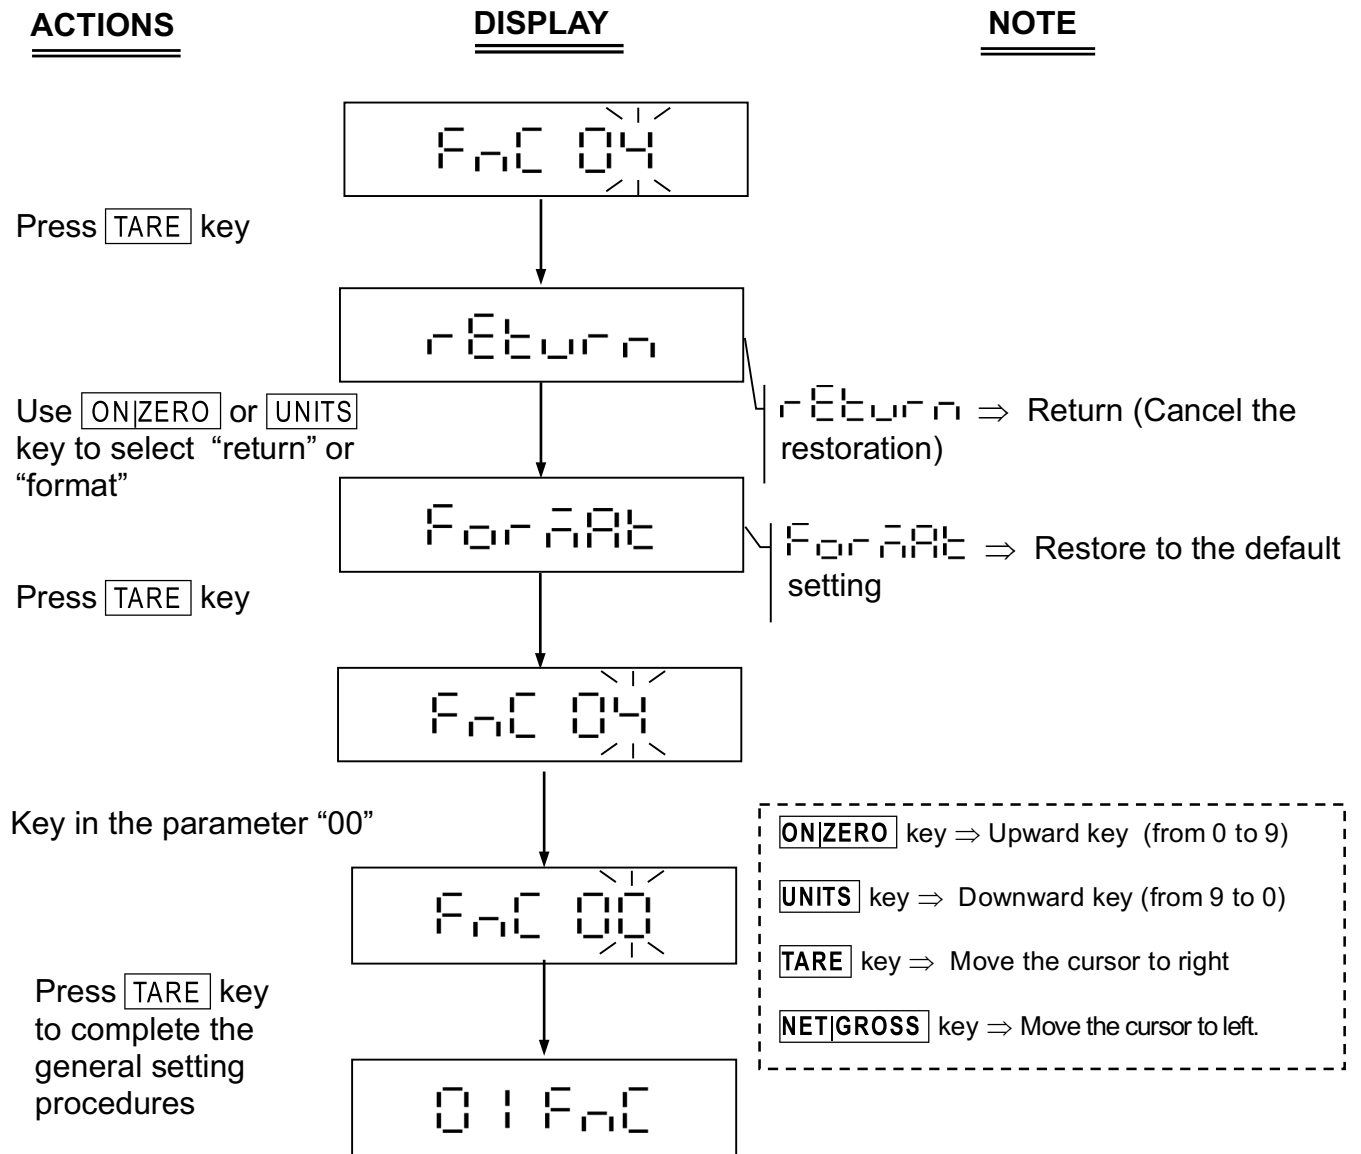 ACTIONS DISPLAY NOTE
FnC 04
Press TARE key
rEturn
Use ON|ZERO or UNITS
key to select “return” or
“format”
rEturn ⇒ Return (Cancel the
restoration)
FormAt
FormAt ⇒ Restore to the default
setting
Press TARE key
FnC 04
Key in the parameter “00”
FnC 00
ON|ZERO key ⇒ Upward key (from 0 to 9)
UNITS key ⇒ Downward key (from 9 to 0)
TARE key ⇒ Move the cursor to right
NET|GROSS key ⇒ Move the cursor to left.
Press TARE key
to complete the
general setting
procedures
01 FnC